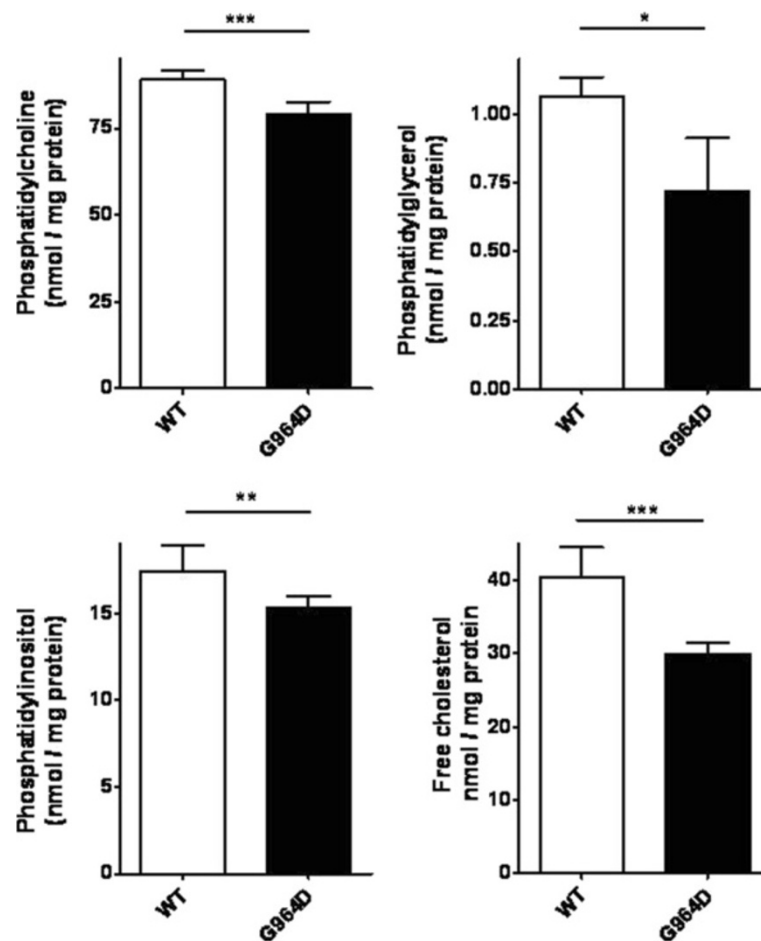 ***
Phosphatidylcholine
(nmol / mg protein)
75
50
25
0
WT
G964D
*
Phosphatidylglycerol
(nmol / mg protein)
1.00
0.75
0.50
0.25
0.00
WT
G964D
**
Phosphatidylinositol
(nmol / mg protein)
15
10
5
0
WT
G964D
***
Free cholesterol
nmol / mg protein
40
30
20
10
0
WT
G964D